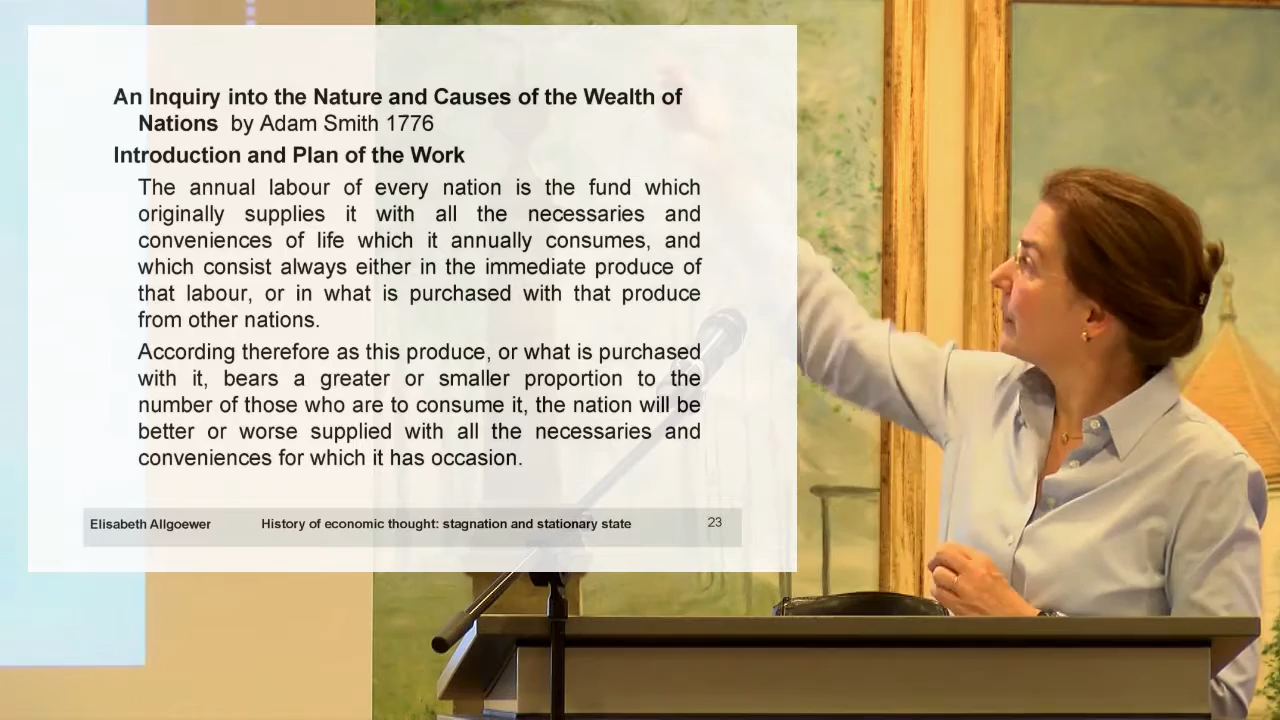 An Inquiry into the Nature and Causes of the Wealth of
Nations by Adam Smith 1776
Introduction and Plan of the Work
The annual labour of every nation is the fund which
originally supplies it with all the necessaries and
conveniences of life which it annually consumes, and
which consist always either in the immediate produce of
that labour, or in what is purchased with that produce
from other nations.
According therefore as this produce, or what is purchased
with it, bears a greater or smaller proportion to the
number of those who are to consume it, the nation will be
better or worse supplied with all the necessaries and
conveniences for which it has occasion.
Elisabeth Allgoewer History of economic thought: stagnation and stationary state 23